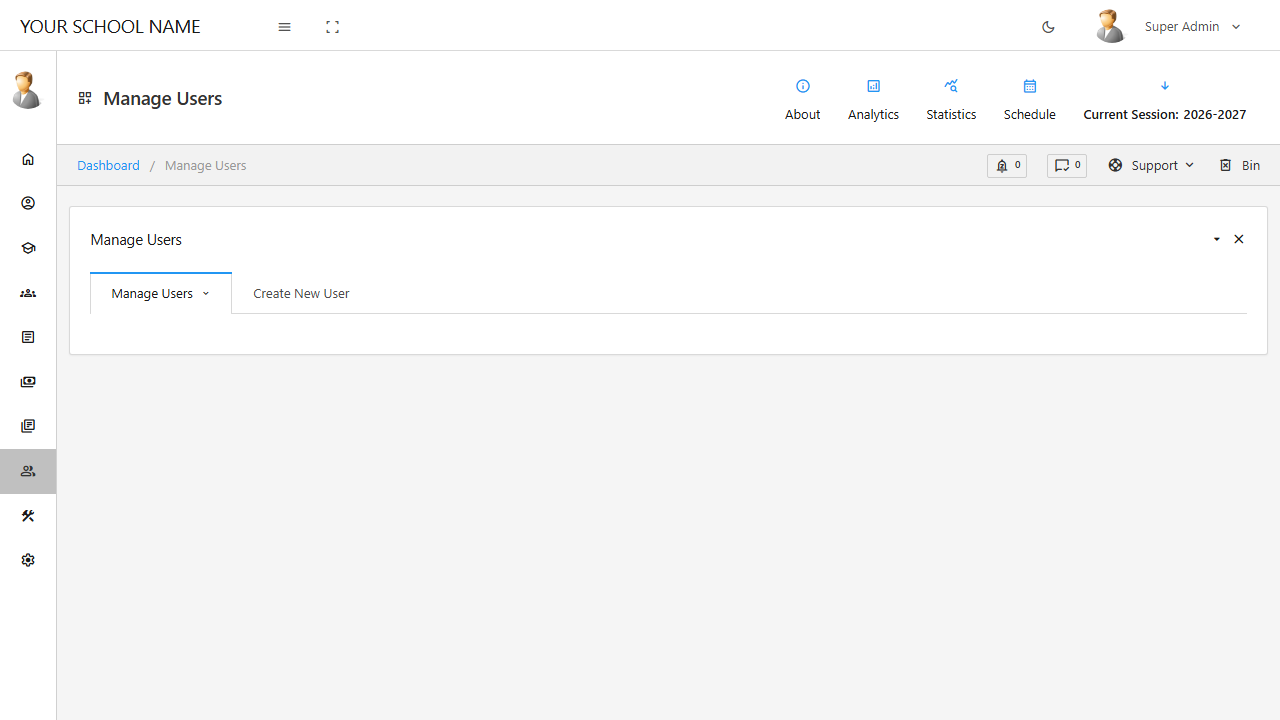 YOUR SCHOOL NAME
Super Admin
Manage Users
About
Analytics
Statistics
Schedule
Current Session: 2026-2027
Dashboard / Manage Users
0
0
Support
Bin
Manage Users
Manage Users
Create New User